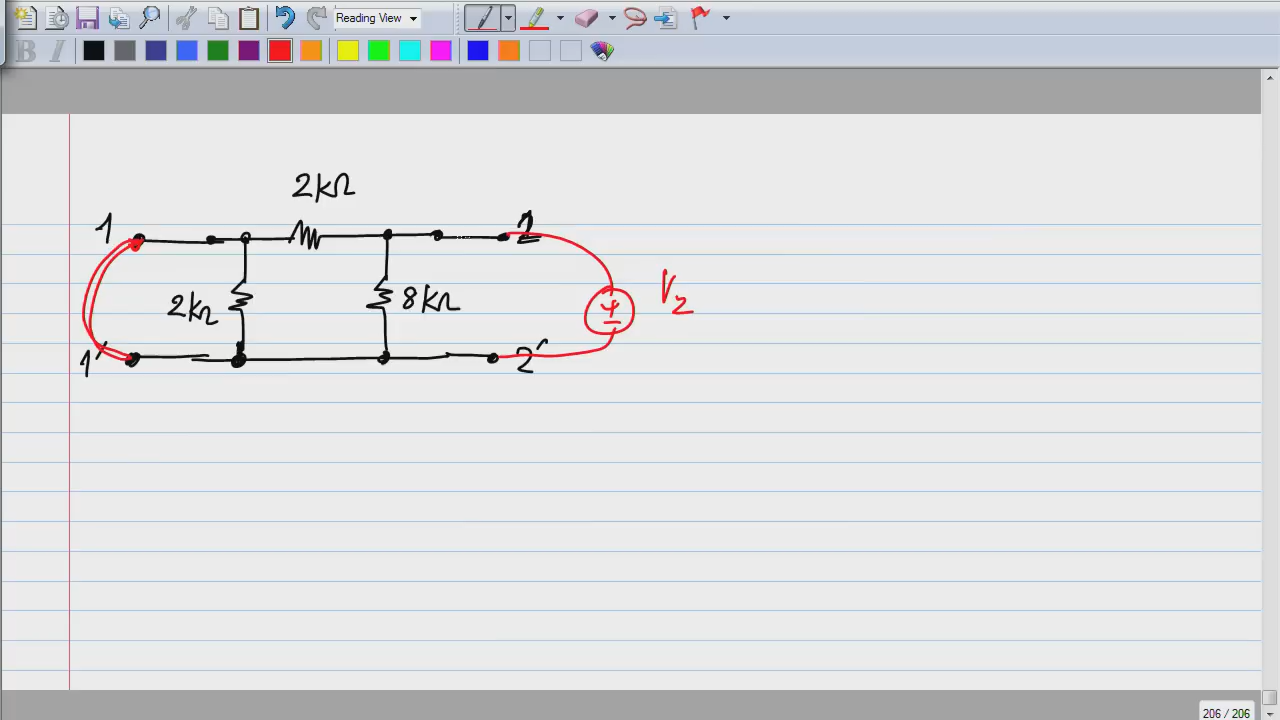 Reading View
B I
2kΩ
1
2
2kΩ
8kΩ
+
V2
1′
2′
206 / 206